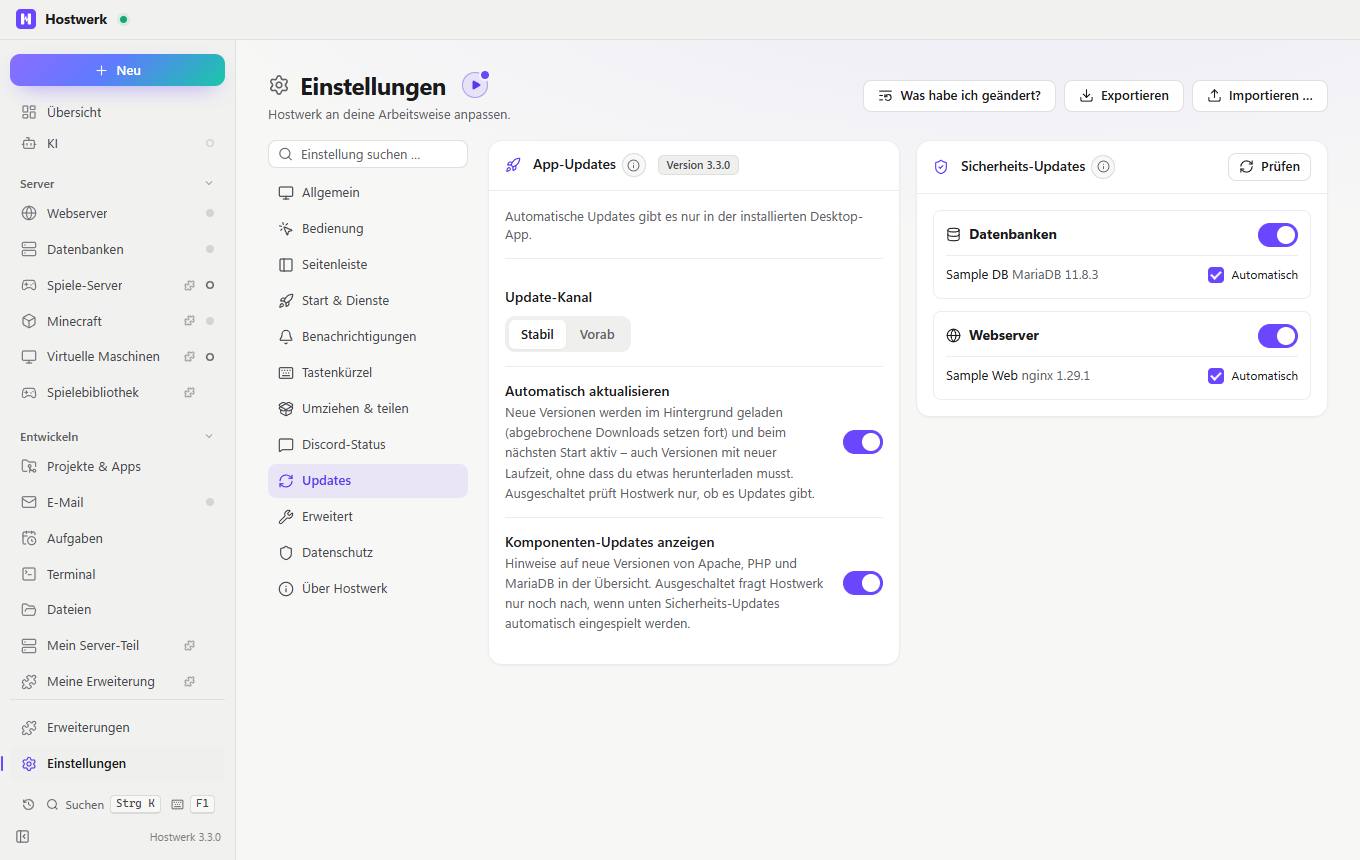 Hostwerk
Neu
Übersicht
KI
Server
Webserver
Datenbanken
Spiele-Server
Minecraft
Virtuelle Maschinen
Spielebibliothek
Entwickeln
Projekte & Apps
E-Mail
Aufgaben
Terminal
Dateien
Mein Server-Teil
Meine Erweiterung
Erweiterungen
Einstellungen
Suchen Strg K F1
Hostwerk 3.3.0
Einstellungen
Hostwerk an deine Arbeitsweise anpassen.
Was habe ich geändert?
Exportieren
Importieren ...
Einstellung suchen ...
Allgemein
Bedienung
Seitenleiste
Start & Dienste
Benachrichtigungen
Tastenkürzel
Umziehen & teilen
Discord-Status
Updates
Erweitert
Datenschutz
Über Hostwerk
App-Updates Version 3.3.0
Automatische Updates gibt es nur in der installierten Desktop-
App.
Update-Kanal
Stabil Vorab
Automatisch aktualisieren
Neue Versionen werden im Hintergrund geladen
(abgebrochene Downloads setzen fort) und beim
nächsten Start aktiv – auch Versionen mit neuer
Laufzeit, ohne dass du etwas herunterladen musst.
Ausgeschaltet prüft Hostwerk nur, ob es Updates gibt.
Komponenten-Updates anzeigen
Hinweise auf neue Versionen von Apache, PHP und
MariaDB in der Übersicht. Ausgeschaltet fragt Hostwerk
nur noch nach, wenn unten Sicherheits-Updates
automatisch eingespielt werden.
Sicherheits-Updates Prüfen
Datenbanken
Sample DB MariaDB 11.8.3 Automatisch
Webserver
Sample Web nginx 1.29.1 Automatisch